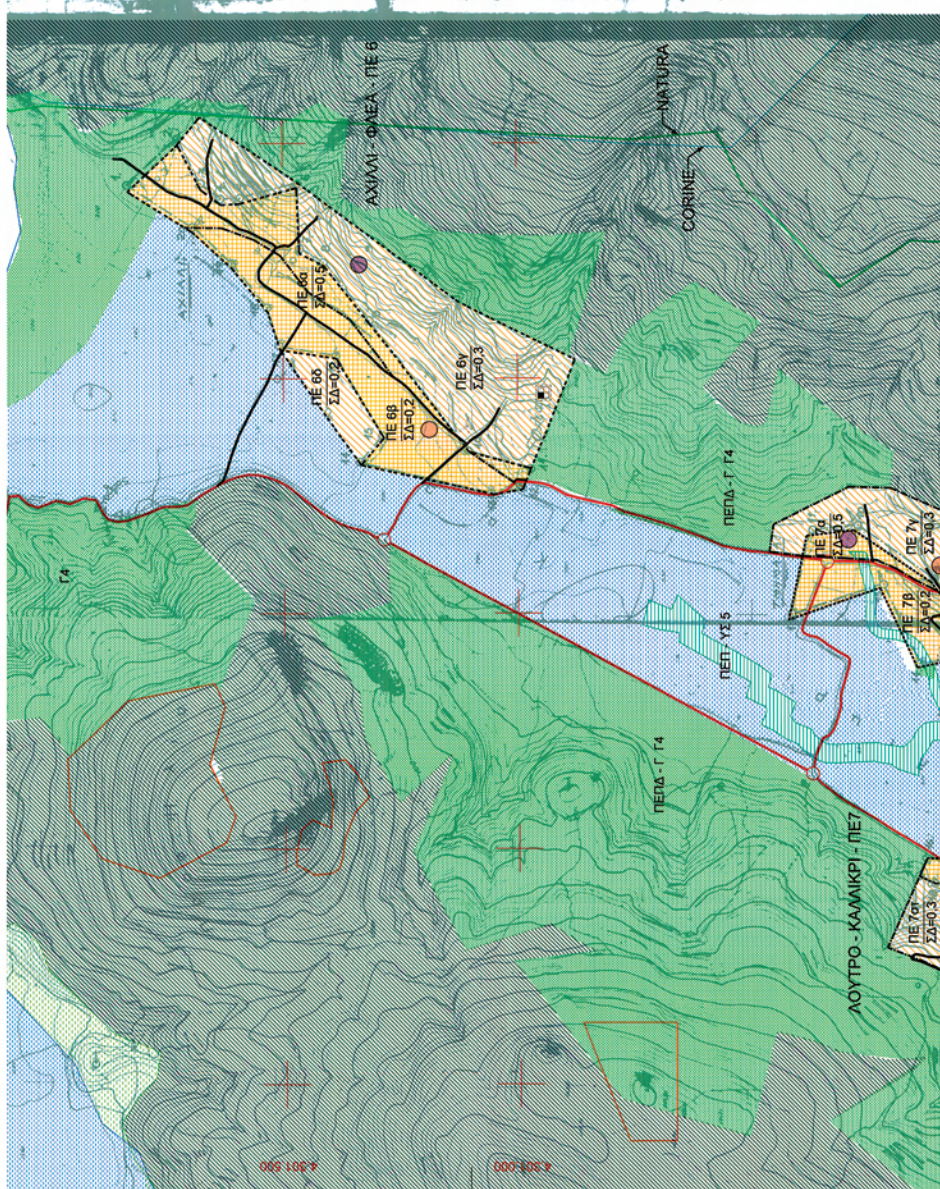 ΑΧΙΛΛΙ - ΦΛΕΑ - ΠΕ 6
NATURA
CORINE
ΑΧΙΛΛΙ
ΠΕ 6α
ΣΔ=0,5
ΠΕ 6δ
ΣΔ=0,2
ΠΕ 6β
ΣΔ=0,2
ΠΕ 6γ
ΣΔ=0,3
Γ4
ΠΕΠΔ - Γ Γ4
ΠΕ 7α
ΣΔ=0,5
ΠΕ 7γ
ΣΔ=0,3
ΠΕ 7β
ΣΔ=0,2
ΠΕΠ - ΥΣ 5
ΠΕΠΔ - Γ Γ4
ΛΟΥΤΡΟ - ΚΑΛΛΙΚΡΙ - ΠΕ7
ΠΕ 7α1
ΣΔ=0,3
4.301.500
4.301.000